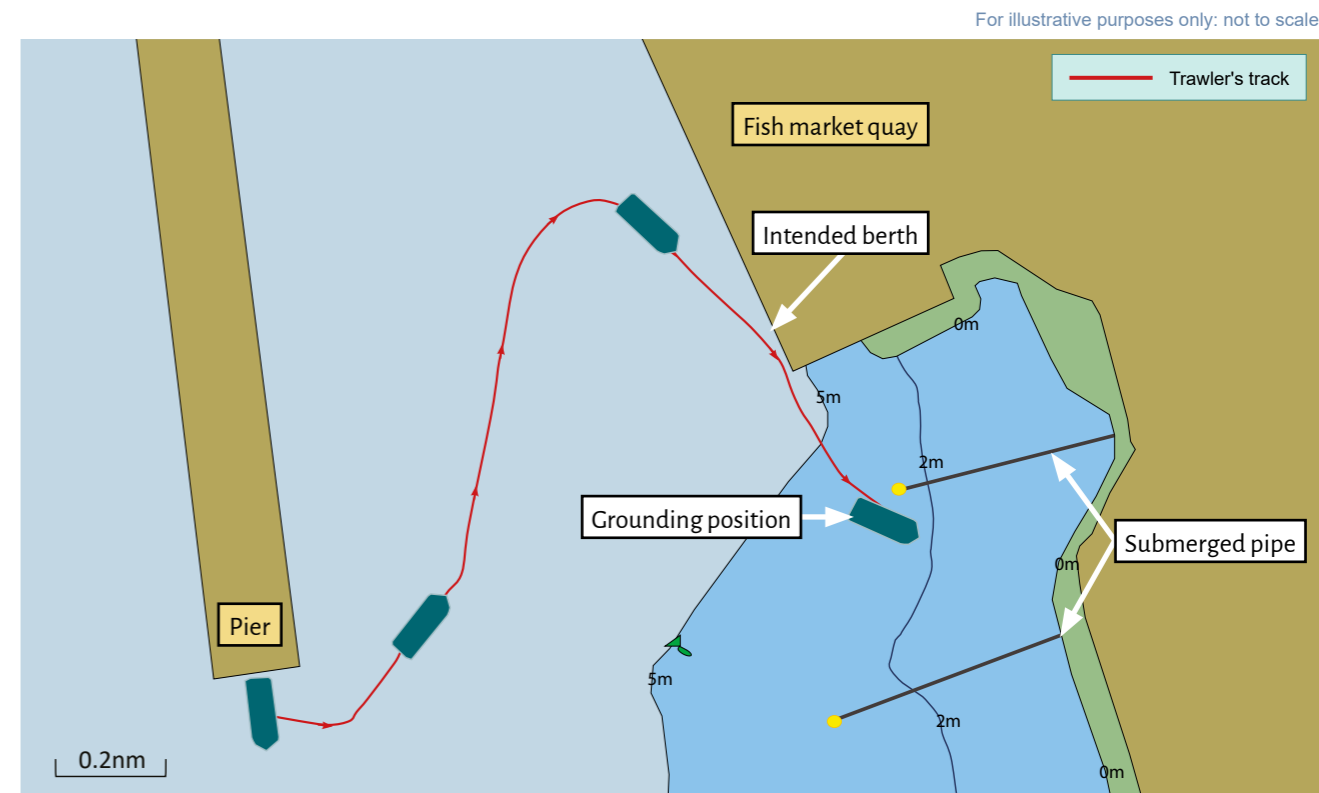 For illustrative purposes only: not to scale
Trawler's track
Fish market quay
Intended berth
0m
5m
2m
Grounding position
Submerged pipe
0m
Pier
5m
2m
0.2nm
0m